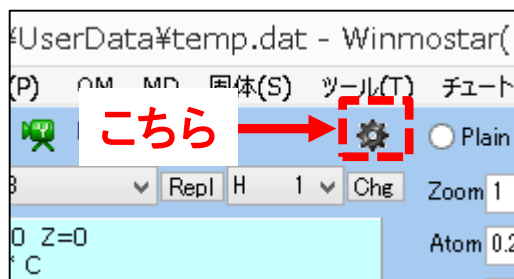 ¥UserData¥temp.dat - Winmostar(
(P) QM MD 固体(S) ツール(T) チュート
こちら
Plain
Repl H 1 Chg
Zoom 1
0 Z=0
Atom 0.2
* C